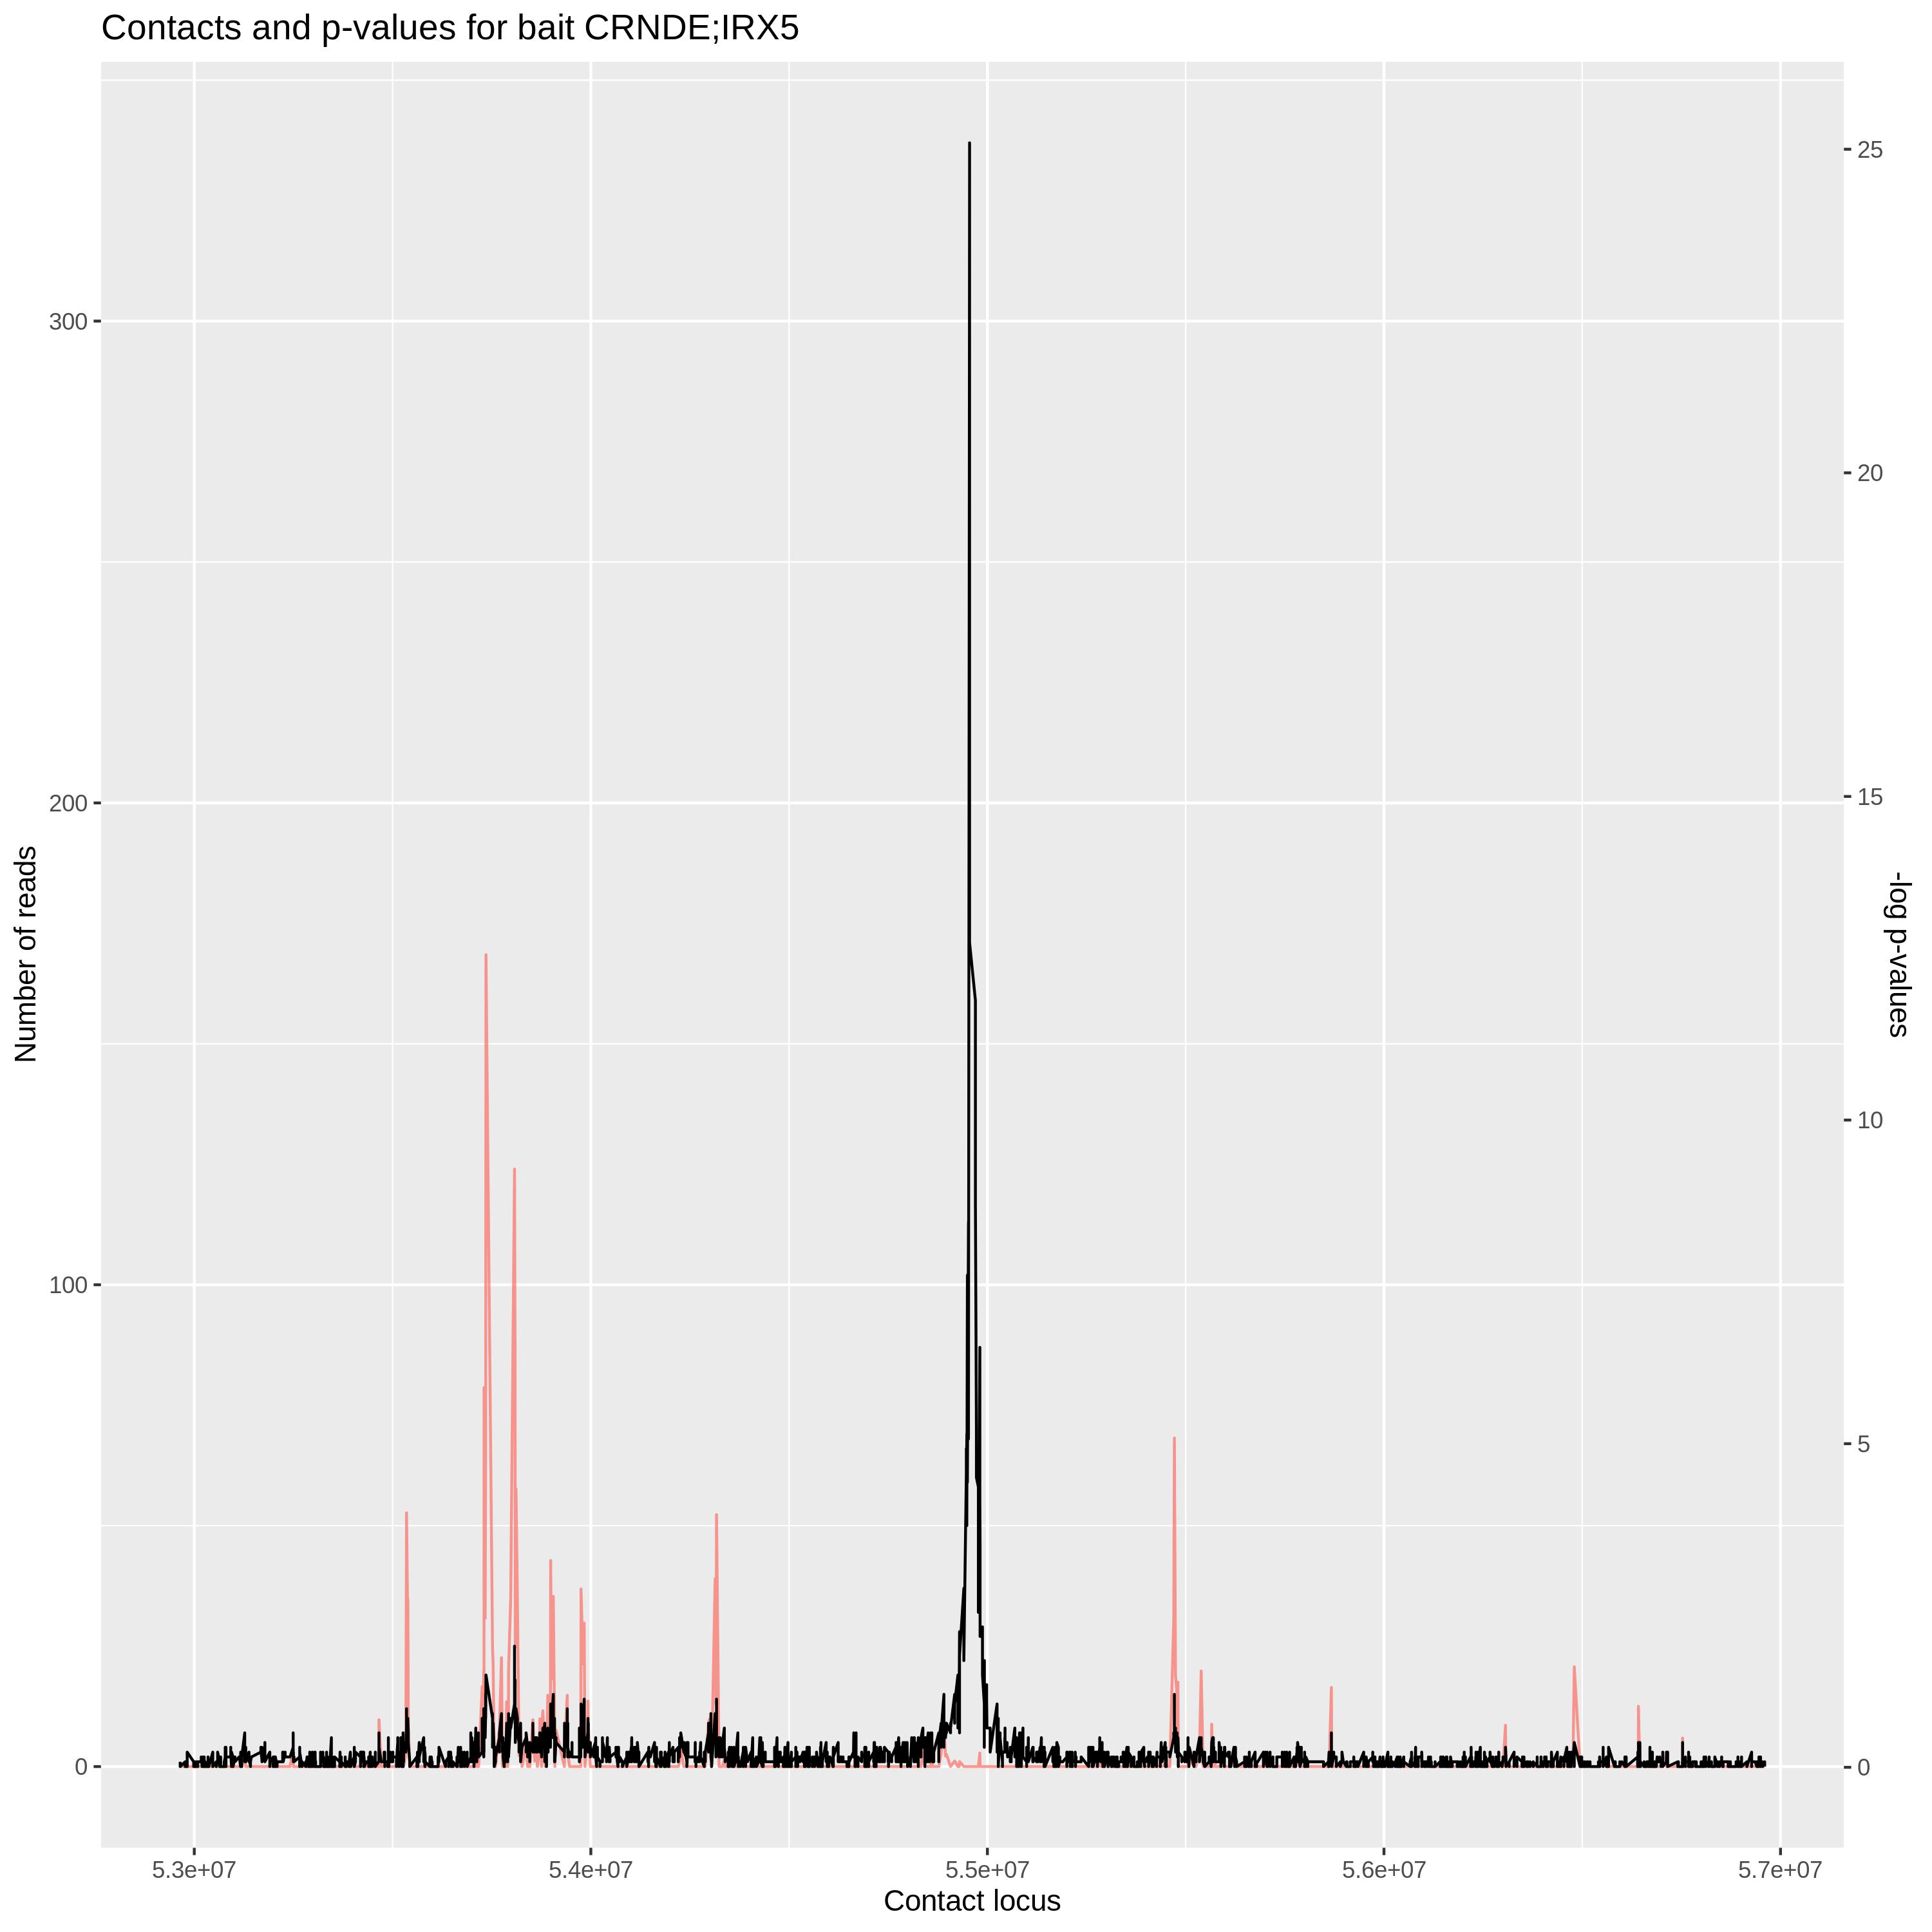 Contacts and p-values for bait CRNDE;IRX5
Number of reads
300
200
100
0
25
20
15
10
5
0
-log p-values
5.3e+07
5.4e+07
5.5e+07
5.6e+07
5.7e+07
Contact locus